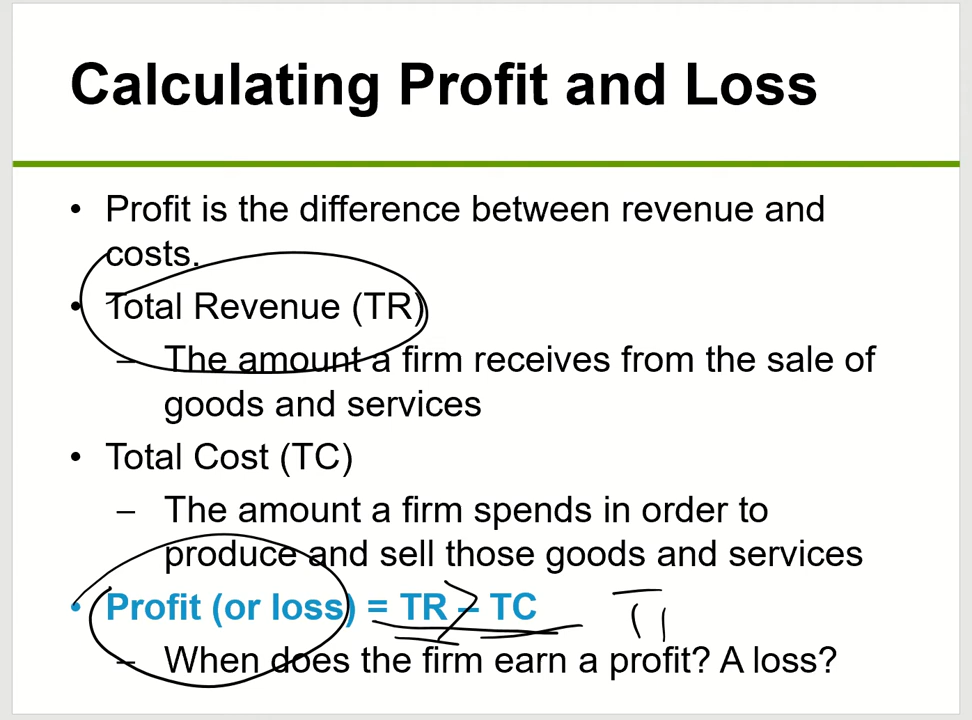 Calculating Profit and Loss
• Profit is the difference between revenue and
costs.
• Total Revenue (TR)
– The amount a firm receives from the sale of
goods and services
• Total Cost (TC)
– The amount a firm spends in order to
produce and sell those goods and services
• Profit (or loss) = TR – TC
– When does the firm earn a profit? A loss?